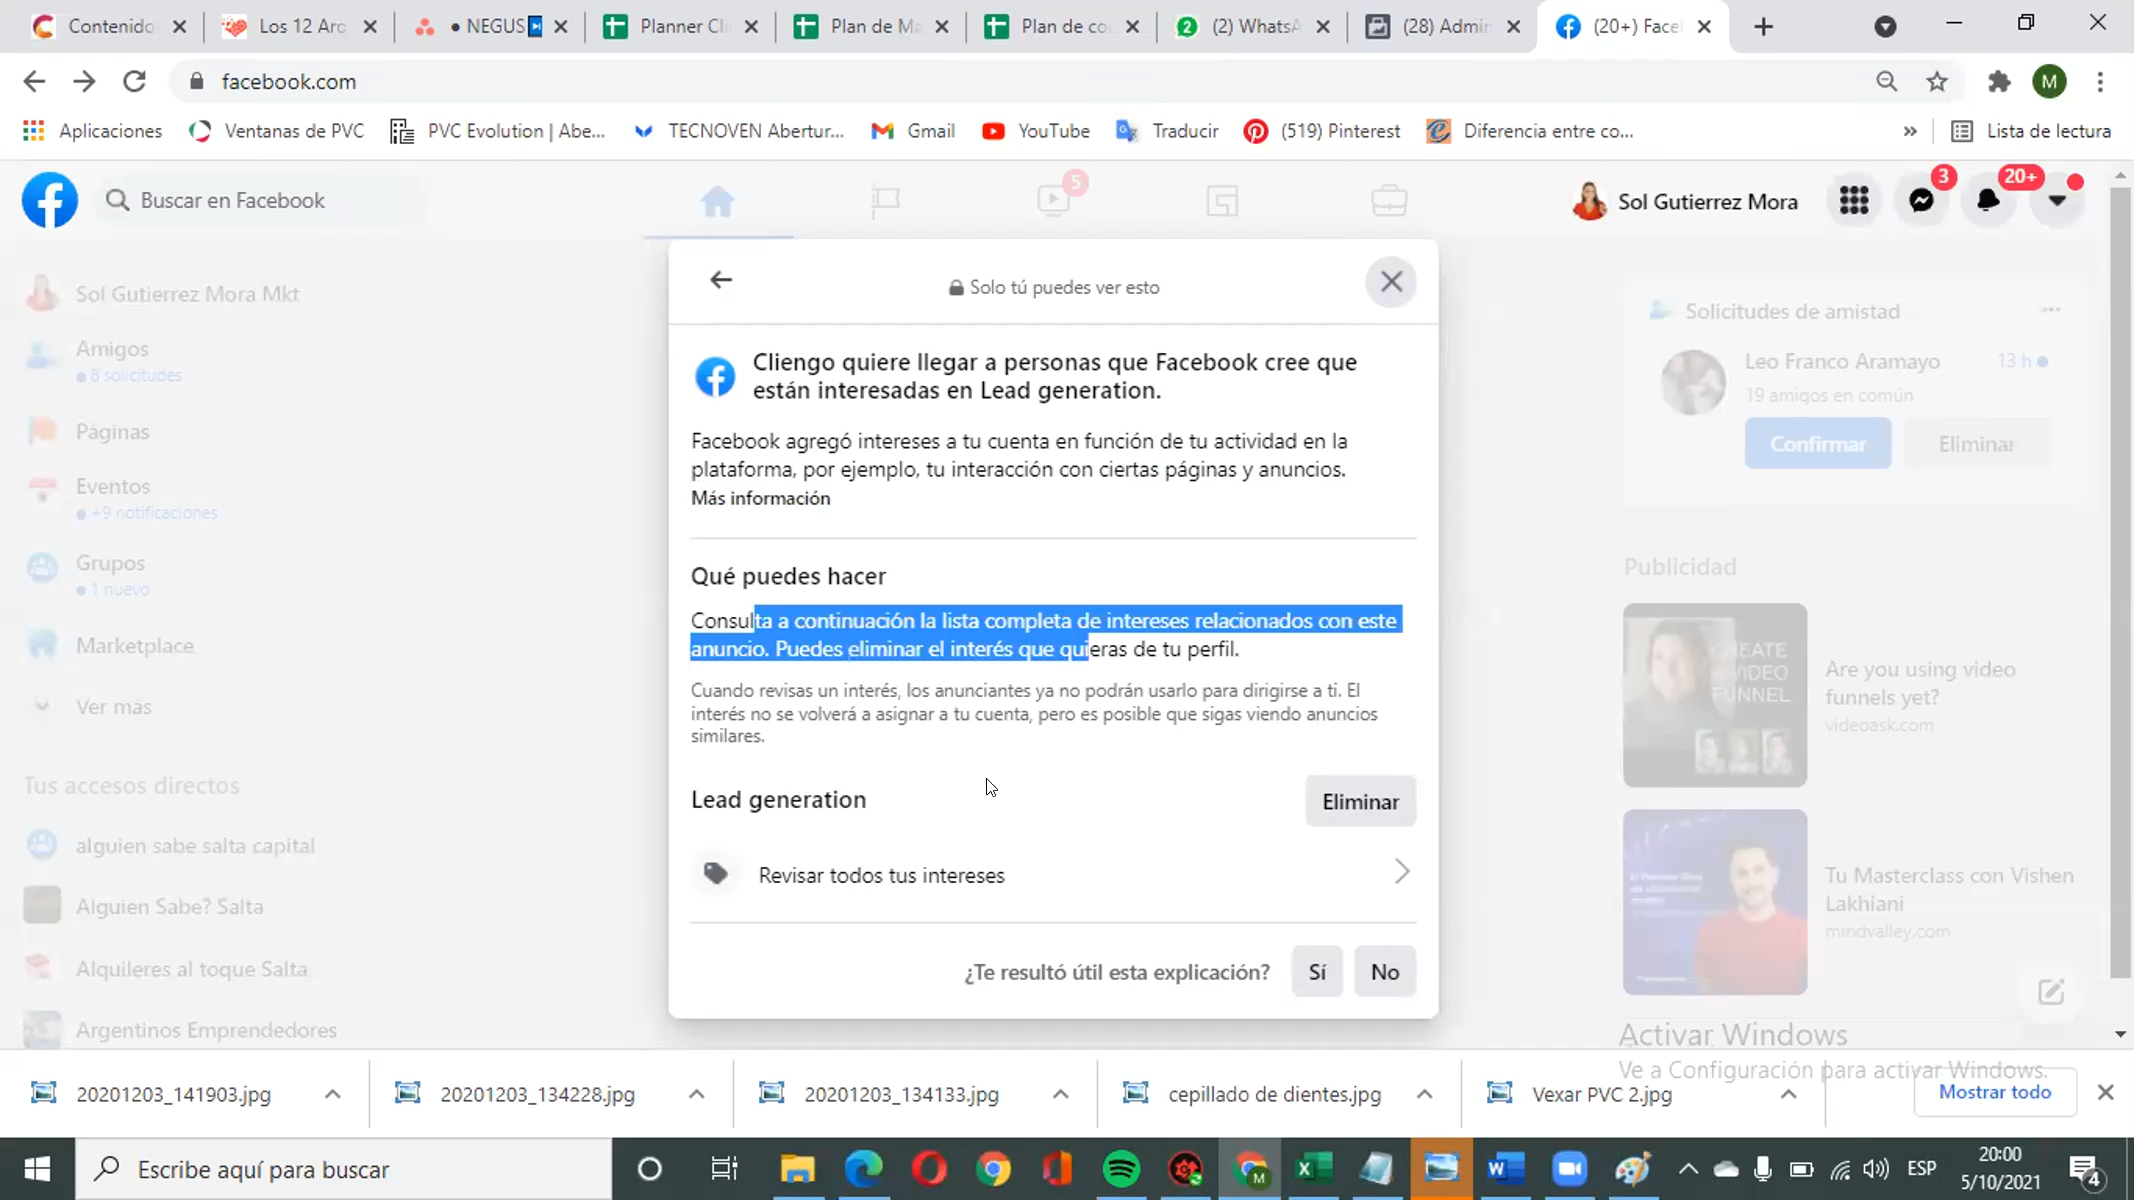 Contenido
Los 12 Arq
• NEGUS
Planner Cli
Plan de Ma
Plan de co
(2) WhatsA
(28) Admin
(20+) Face
facebook.com
M
Aplicaciones
Ventanas de PVC
PVC Evolution | Abe...
TECNOVEN Abertur...
Gmail
YouTube
Traducir
(519) Pinterest
Diferencia entre co...
»
Lista de lectura
Buscar en Facebook
5
Sol Gutierrez Mora
3
20+
Sol Gutierrez Mora Mkt
Amigos
8 solicitudes
Páginas
Eventos
+9 notificaciones
Grupos
1 nuevo
Marketplace
Ver más
Tus accesos directos
alguien sabe salta capital
Alguien Sabe? Salta
Alquileres al toque Salta
Argentinos Emprendedores
Solo tú puedes ver esto
Cliengo quiere llegar a personas que Facebook cree que
están interesadas en Lead generation.
Facebook agregó intereses a tu cuenta en función de tu actividad en la
plataforma, por ejemplo, tu interacción con ciertas páginas y anuncios.
Más información
Qué puedes hacer
Consulta a continuación la lista completa de intereses relacionados con este
anuncio. Puedes eliminar el interés que quieras de tu perfil.
Cuando revisas un interés, los anunciantes ya no podrán usarlo para dirigirse a ti. El
interés no se volverá a asignar a tu cuenta, pero es posible que sigas viendo anuncios
similares.
Lead generation
Eliminar
Revisar todos tus intereses
¿Te resultó útil esta explicación?
Sí
No
Solicitudes de amistad
Leo Franco Aramayo
13 h
19 amigos en común
Confirmar
Eliminar
Publicidad
CREATE
A VIDEO
FUNNEL
Are you using video
funnels yet?
videoask.com
Tu Masterclass con Vishen
Lakhiani
mindvalley.com
Activar Windows
Ve a Configuración para activar Windows.
20201203_141903.jpg
20201203_134228.jpg
20201203_134133.jpg
cepillado de dientes.jpg
Vexar PVC 2.jpg
Mostrar todo
Escribe aquí para buscar
M
ESP
20:00
5/10/2021
4